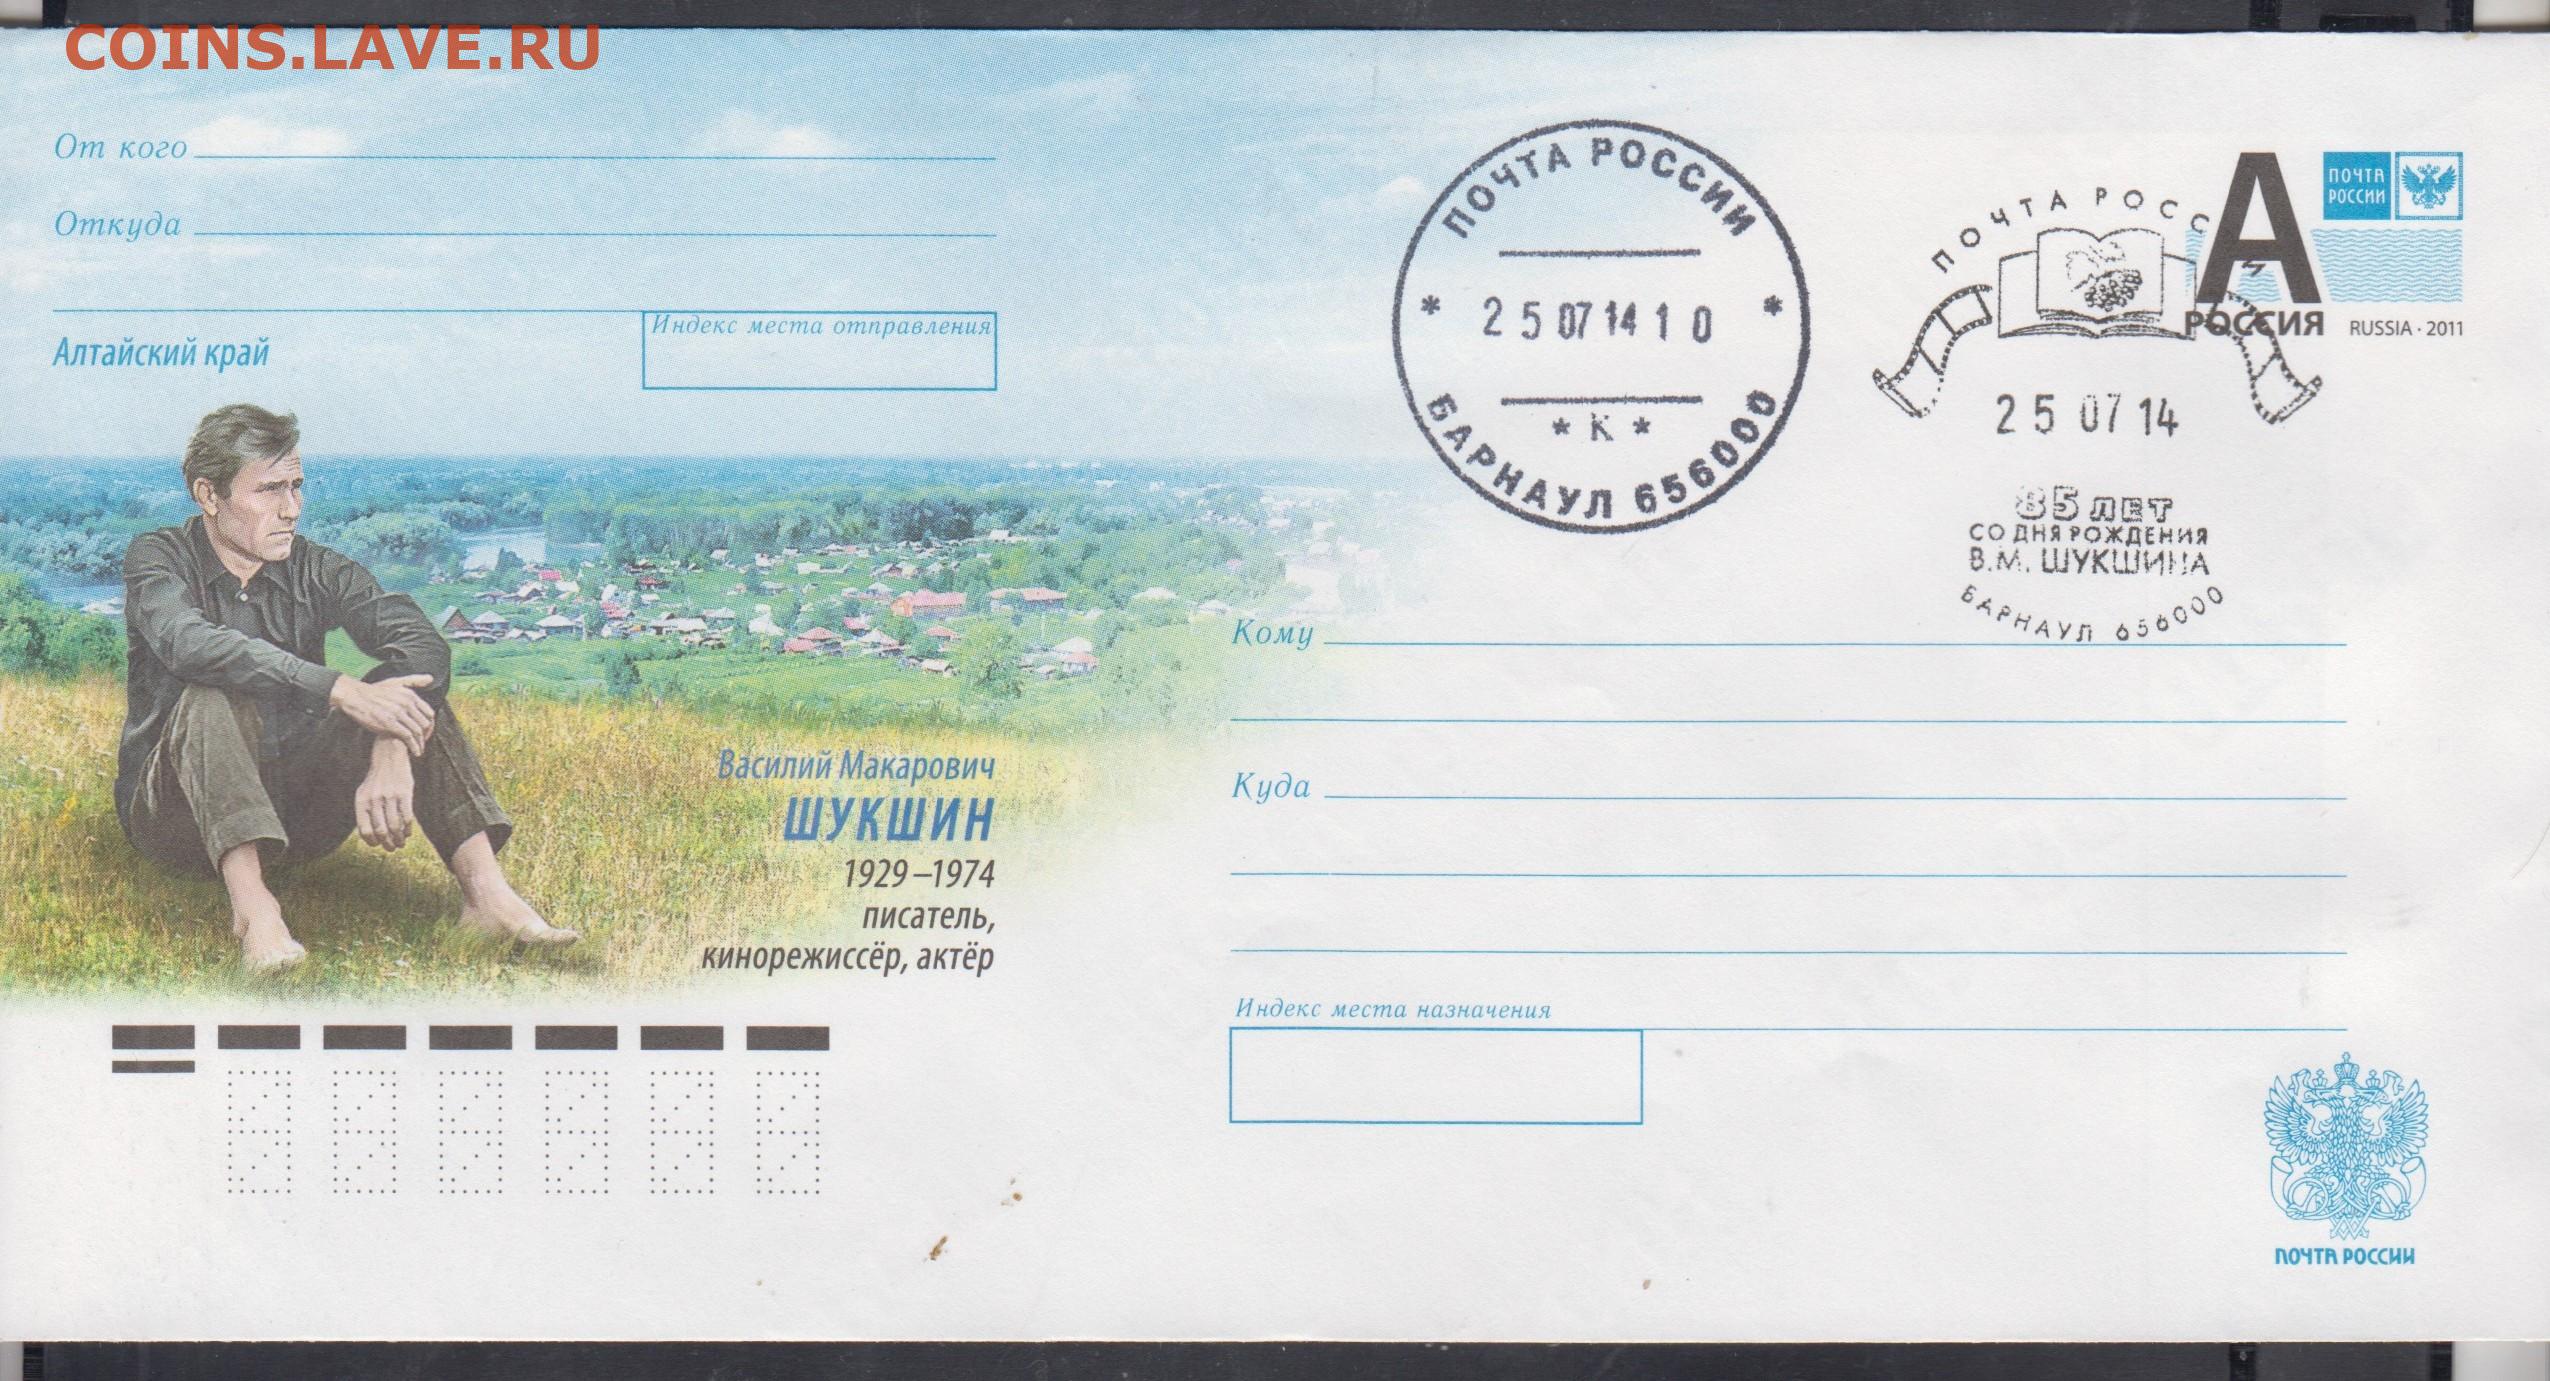 COINS.LAVE.RU
От кого
Откуда
Индекс места отправления
Алтайский край
Василий Макарович
ШУКШИН
1929–1974
писатель,
кинорежиссёр, актёр
ПОЧТА РОССИИ
* 25 07 14 10 *
* К *
БАРНАУЛ 656000
ПОЧТА РОСС
25 07 14
85 ЛЕТ
СО ДНЯ РОЖДЕНИЯ
В.М. ШУКШИНА
БАРНАУЛ 656000
А
ПОЧТА
РОССИИ
РОССИЯ RUSSIA · 2011
Кому
Куда
Индекс места назначения
ПОЧТА РОССИИ